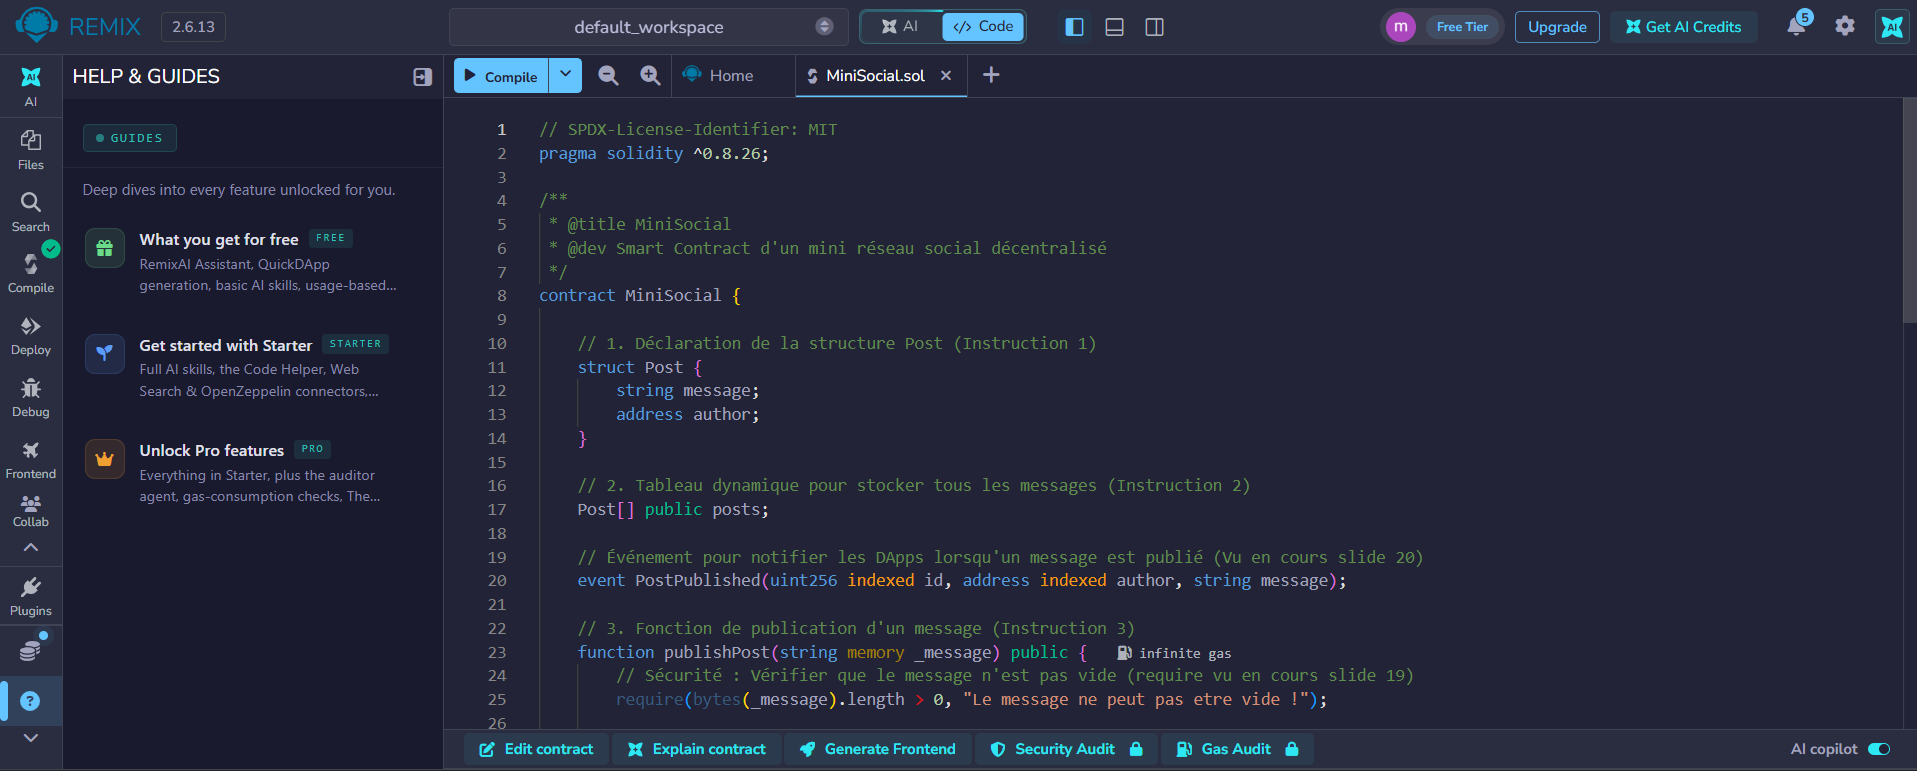 REMIX
2.6.13
default_workspace
AI
Code
m
Free Tier
Upgrade
Get AI Credits
5
AI
AI
AI
Files
Search
Compile
Deploy
Debug
Frontend
Collab
Plugins
?
HELP & GUIDES
GUIDES
Deep dives into every feature unlocked for you.
What you get for free FREE
RemixAI Assistant, QuickDApp
generation, basic AI skills, usage-based...
Get started with Starter STARTER
Full AI skills, the Code Helper, Web
Search & OpenZeppelin connectors,...
Unlock Pro features PRO
Everything in Starter, plus the auditor
agent, gas-consumption checks, The...
Compile
Home
MiniSocial.sol
1 // SPDX-License-Identifier: MIT
2 pragma solidity ^0.8.26;
3
4 /**
5 * @title MiniSocial
6 * @dev Smart Contract d'un mini réseau social décentralisé
7 */
8 contract MiniSocial {
9
10 // 1. Déclaration de la structure Post (Instruction 1)
11 struct Post {
12 string message;
13 address author;
14 }
15
16 // 2. Tableau dynamique pour stocker tous les messages (Instruction 2)
17 Post[] public posts;
18
19 // Événement pour notifier les DApps lorsqu'un message est publié (Vu en cours slide 20)
20 event PostPublished(uint256 indexed id, address indexed author, string message);
21
22 // 3. Fonction de publication d'un message (Instruction 3)
23 function publishPost(string memory _message) public { infinite gas
24 // Sécurité : Vérifier que le message n'est pas vide (require vu en cours slide 19)
25 require(bytes(_message).length > 0, "Le message ne peut pas etre vide !");
26
Edit contract
Explain contract
Generate Frontend
Security Audit
Gas Audit
AI copilot